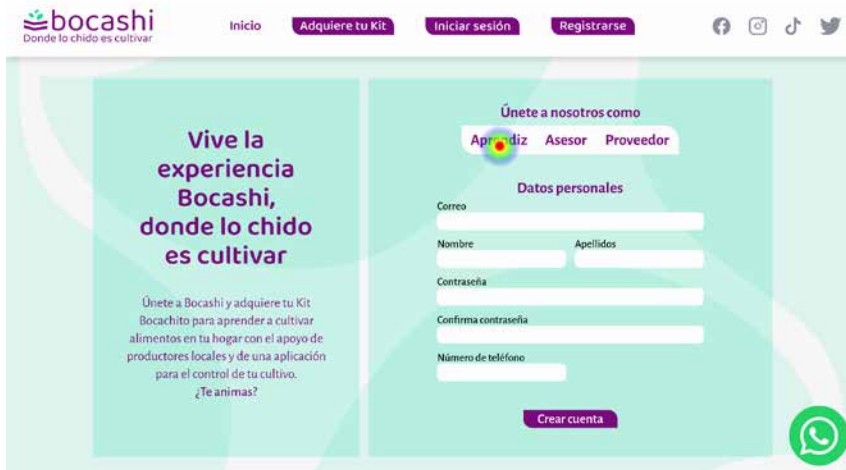 bocashi
Donde lo chido es cultivar
Inicio
Adquiere tu Kit
Iniciar sesión
Registrarse
Vive la
experiencia
Bocashi,
donde lo chido
es cultivar
Únete a Bocashi y adquiere tu Kit
Bocachito para aprender a cultivar
alimentos en tu hogar con el apoyo de
productores locales y de una aplicación
para el control de tu cultivo.
¿Te animas?
Únete a nosotros como
Aprendiz Asesor Proveedor
Datos personales
Correo
Nombre Apellidos
Contraseña
Confirma contraseña
Número de teléfono
Crear cuenta